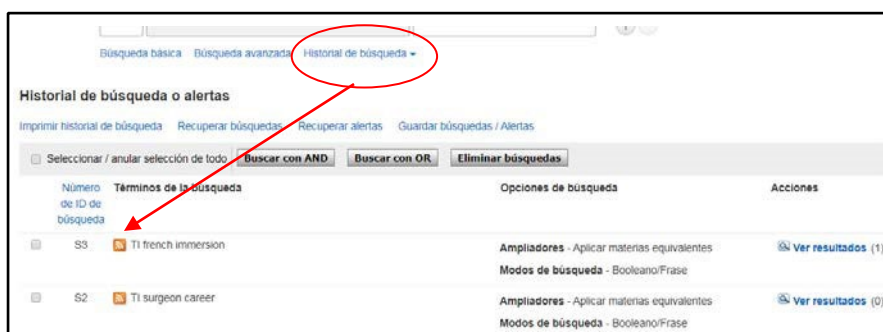 Búsqueda básica Búsqueda avanzada Historial de búsqueda
Historial de búsqueda o alertas
Imprimir historial de búsqueda Recuperar búsquedas Recuperar alertas Guardar búsquedas / Alertas
Seleccionar / anular selección de todo Buscar con AND Buscar con OR Eliminar búsquedas
Número de ID de búsqueda Términos de la búsqueda Opciones de búsqueda Acciones
S3 TI french immersion Ampliadores - Aplicar materias equivalentes Ver resultados (1)
Modos de búsqueda - Booleano/Frase
S2 TI surgeon career Ampliadores - Aplicar materias equivalentes Ver resultados (0)
Modos de búsqueda - Booleano/Frase